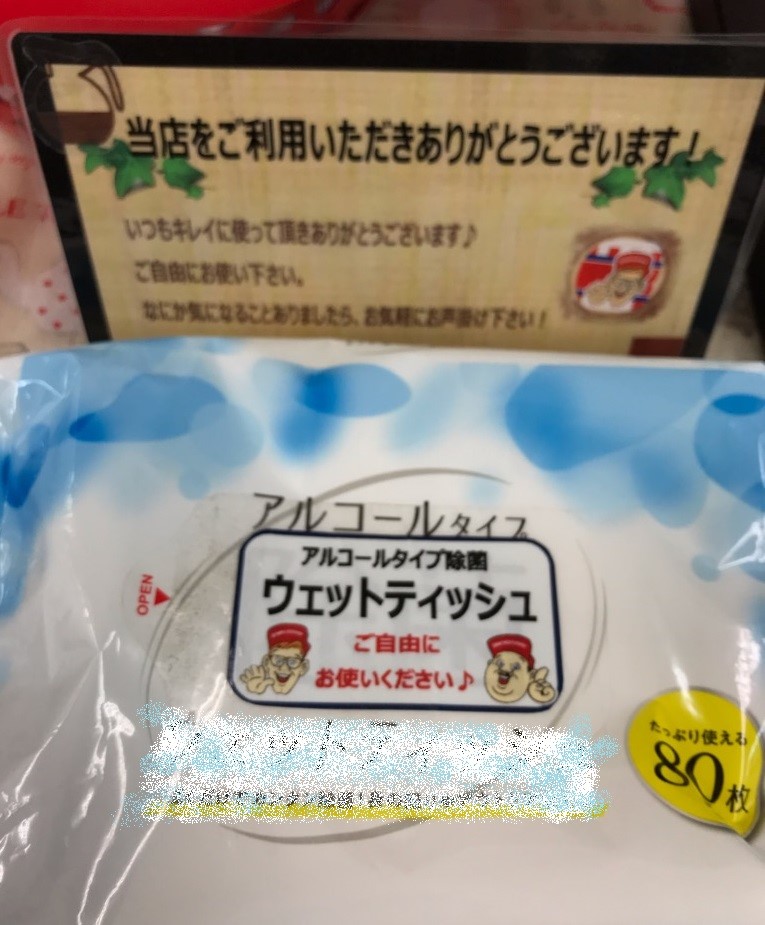 当店をご利用いただきありがとうございます！
いつもキレイに使って頂きありがとうございます♪
ご自由にお使い下さい。
なにか気になることありましたら、お気軽にお声掛け下さい！
アルコールタイプ
OPEN
アルコールタイプ除菌
ウェットティッシュ
ご自由に
お使いください♪
たっぷり使える
80枚